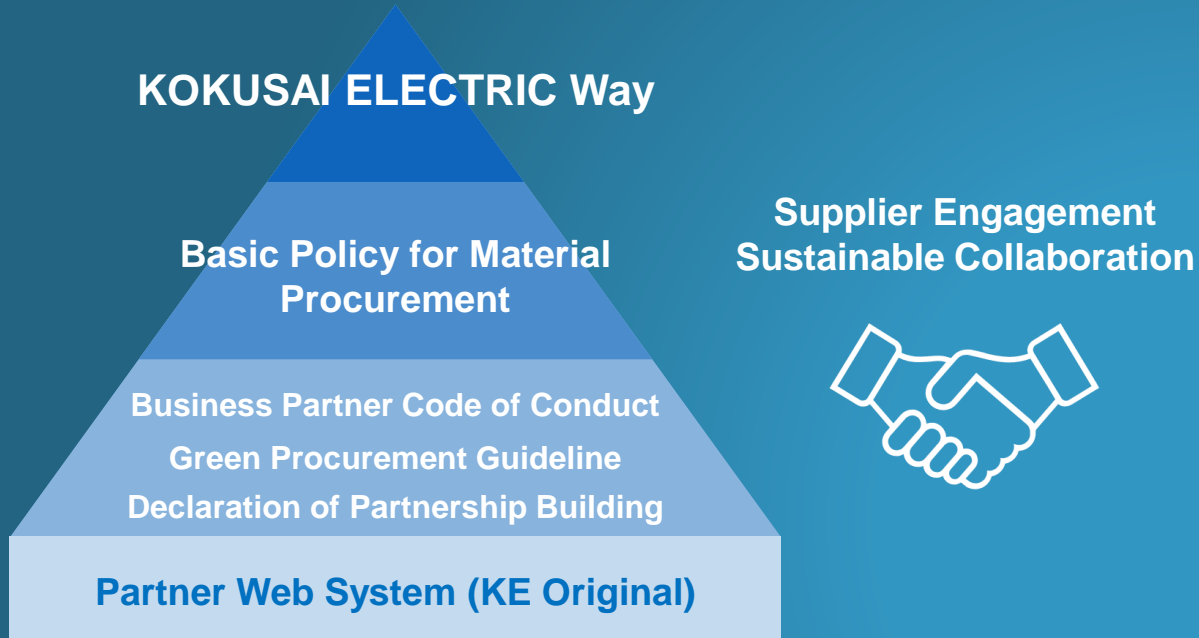 KOKUSAI ELECTRIC Way
Basic Policy for Material
Procurement
Business Partner Code of Conduct
Green Procurement Guideline
Declaration of Partnership Building
Partner Web System (KE Original)
Supplier Engagement
Sustainable Collaboration